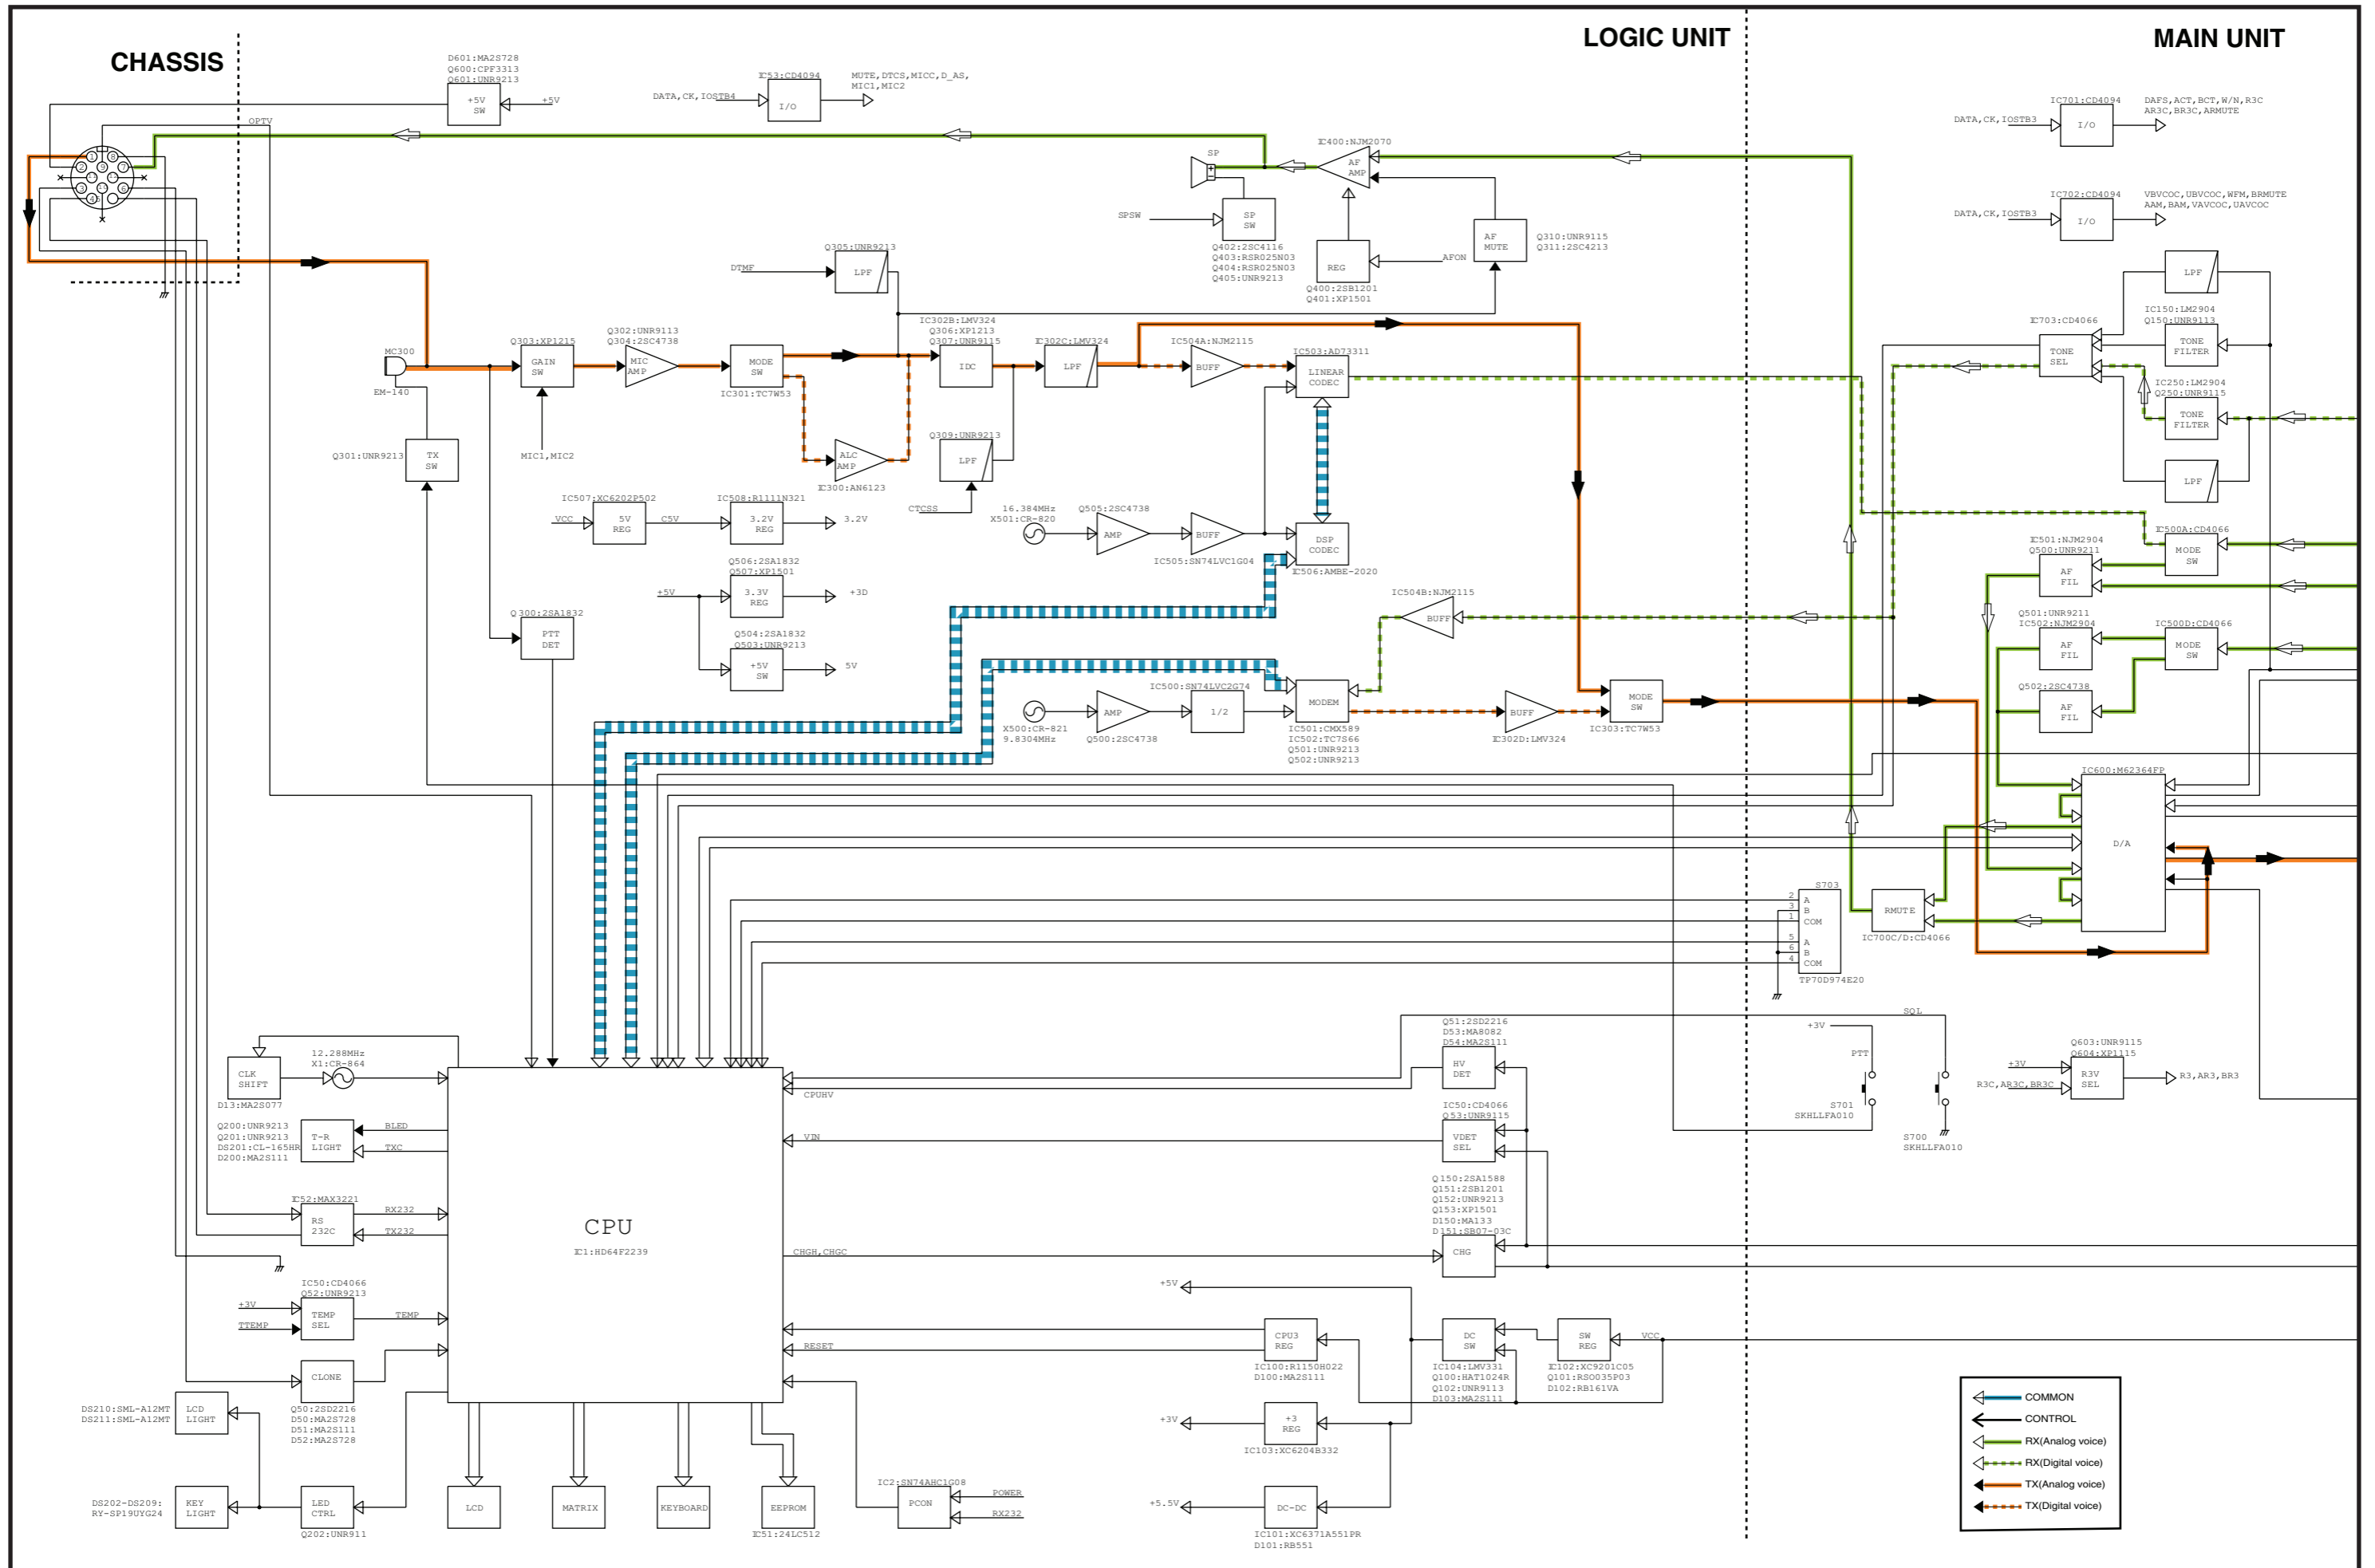 CHASSIS
LOGIC UNIT
MAIN UNIT
D601:MA2S728
Q600:CPF3313
Q601:UNR9213
+5V
SW
+5V
OPTV
1
8
2
9
7
11
12
3
10
6
4
5
IC53:CD4094
DATA,CK,IOSTB4
I/O
MUTE,DTCS,MICC,D_AS,
MIC1,MIC2
SP
IC400:NJM2070
AF
AMP
SPSW
SP
SW
Q402:2SC4116
Q403:RSR025N03
Q404:RSR025N03
Q405:UNR9213
REG
Q400:2SB1201
Q401:XP1501
AFON
AF
MUTE
Q310:UNR9115
Q311:2SC4213
IC701:CD4094
DATA,CK,IOSTB3
I/O
DAFS,ACT,BCT,W/N,R3C
AR3C,BR3C,ARMUTE
IC702:CD4094
DATA,CK,IOSTB3
I/O
VBVCOC,UBVCOC,WFM,BRMUTE
AAM,BAM,VAVCOC,UAVCOC
LPF
IC703:CD4066
TONE
SEL
IC150:LM2904
Q150:UNR9113
TONE
FILTER
IC250:LM2904
Q250:UNR9115
TONE
FILTER
LPF
Q305:UNR9213
DTMF
LPF
MC300
EM-140
Q303:XP1215
GAIN
SW
MIC1,MIC2
Q302:UNR9113
Q304:2SC4738
MIC
AMP
MODE
SW
IC301:TC7W53
ALC
AMP
IC300:AN6123
IC302B:LMV324
Q306:XP1213
Q307:UNR9115
IDC
IC302C:LMV324
LPF
IC504A:NJM2115
BUFF
IC503:AD73311
LINEAR
CODEC
Q301:UNR9213
TX
SW
Q309:UNR9213
LPF
CTCSS
IC507:XC6202P502
VCC
5V
REG
C5V
IC508:R1111N321
3.2V
REG
3.2V
16.384MHz
X501:CR-820
Q505:2SC4738
AMP
BUFF
IC505:SN74LVC1G04
DSP
CODEC
IC506:AMBE-2020
Q506:2SA1832
Q507:XP1501
+5V
3.3V
REG
+3D
Q504:2SA1832
Q503:UNR9213
+5V
SW
5V
Q300:2SA1832
PTT
DET
IC504B:NJM2115
BUFF
IC500A:CD4066
MODE
SW
IC501:NJM2904
Q500:UNR9211
AF
FIL
Q501:UNR9211
IC502:NJM2904
AF
FIL
IC500D:CD4066
MODE
SW
Q502:2SC4738
AF
FIL
X500:CR-821
9.8304MHz
AMP
Q500:2SC4738
IC500:SN74LVC2G74
1/2
MODEM
IC501:CMX589
IC502:TC7S66
Q501:UNR9213
Q502:UNR9213
BUFF
IC302D:LMV324
MODE
SW
IC303:TC7W53
IC600:M62364FP
D/A
RMUTE
IC700C/D:CD4066
S703
2 A
3 B
1 COM
5 A
6 B
4 COM
TP70D974E20
CLK
SHIFT
D13:MA2S077
12.288MHz
X1:CR-864
Q200:UNR9213
Q201:UNR9213
DS201:CL-165HR
D200:MA2S111
T-R
LIGHT
BLED
TXC
IC52:MAX3221
RS
232C
RX232
TX232
CPU
IC1:HD64F2239
IC50:CD4066
Q52:UNR9213
+3V
TTEMP
TEMP
SEL
TEMP
CLONE
Q50:2SD2216
D50:MA2S728
D51:MA2S111
D52:MA2S728
DS210:SML-A12MT
DS211:SML-A12MT
LCD
LIGHT
DS202-DS209:
RY-SP19UYG24
KEY
LIGHT
LED
CTRL
Q202:UNR911
LCD
MATRIX
KEYBOARD
EEPROM
IC51:24LC512
IC2:SN74AHC1G08
PCON
POWER
RX232
CPUHV
VIN
CHGH,CHGC
RESET
Q51:2SD2216
D53:MA8082
D54:MA2S111
HV
DET
IC50:CD4066
Q53:UNR9115
VDET
SEL
Q150:2SA1588
Q151:2SB1201
Q152:UNR9213
Q153:XP1501
D150:MA133
D151:SB07-03C
CHG
+5V
CPU3
REG
IC100:R1150H022
D100:MA2S111
DC
SW
IC104:LMV331
Q100:HAT1024R
Q102:UNR9113
D103:MA2S111
SW
REG
IC102:XC9201C05
Q101:RSO035P03
D102:RB161VA
VCC
+3V
+3
REG
IC103:XC6204B332
+5.5V
DC-DC
IC101:XC6371A551PR
D101:RB551
+3V
PTT
S701
SKHLLFA010
SQL
S700
SKHLLFA010
Q603:UNR9115
Q604:XP1115
+3V
R3C,AR3C,BR3C
R3V
SEL
R3,AR3,BR3
COMMON
CONTROL
RX(Analog voice)
RX(Digital voice)
TX(Analog voice)
TX(Digital voice)